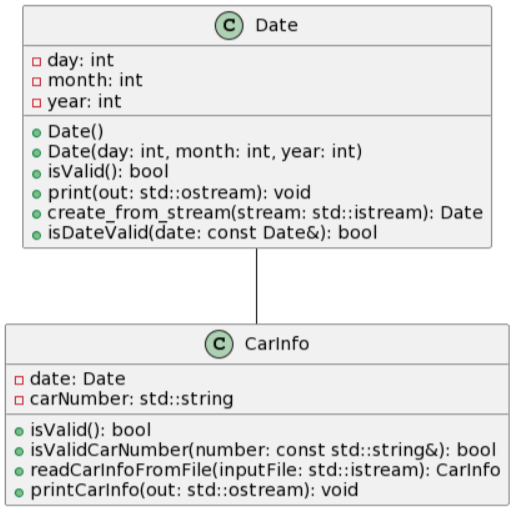 C Date
day: int
month: int
year: int
Date()
Date(day: int, month: int, year: int)
isValid(): bool
print(out: std::ostream): void
create_from_stream(stream: std::istream): Date
isDateValid(date: const Date&): bool
C CarInfo
date: Date
carNumber: std::string
isValid(): bool
isValidCarNumber(number: const std::string&): bool
readCarInfoFromFile(inputFile: std::istream): CarInfo
printCarInfo(out: std::ostream): void